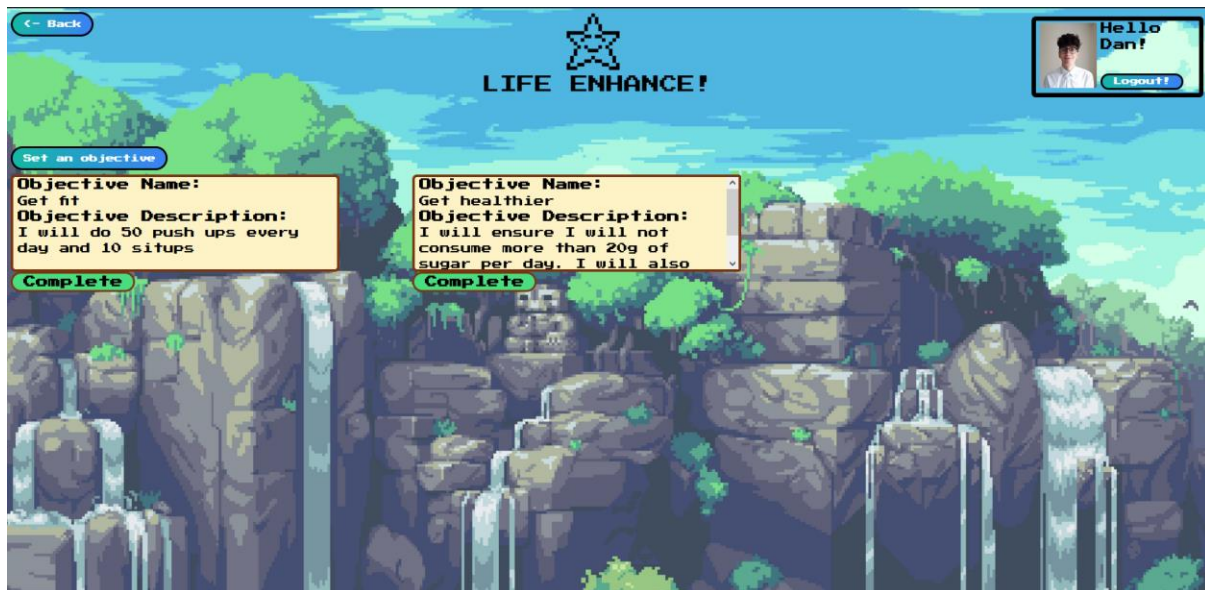 <- Back
LIFE ENHANCE!
Hello
Dan!
Logout!
Set an objective
Objective Name:
Get fit
Objective Description:
I will do 50 push ups every
day and 10 situps
Complete
Objective Name:
Get healthier
Objective Description:
I will ensure I will not
consume more than 20g of
sugar per day. I will also
Complete